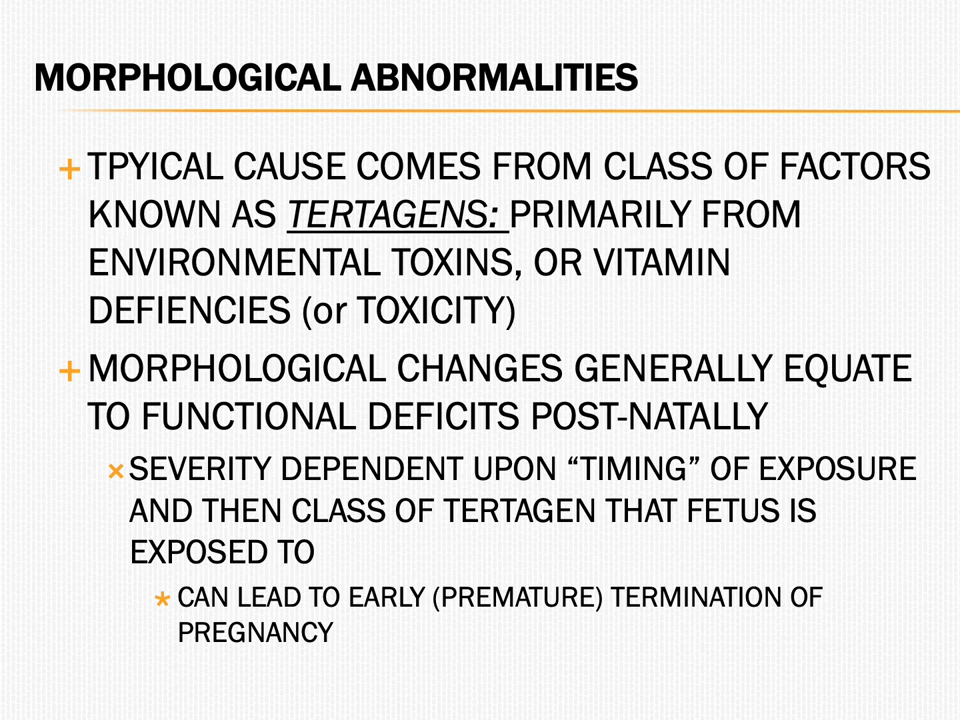 MORPHOLOGICAL ABNORMALITIES
TPYICAL CAUSE COMES FROM CLASS OF FACTORS
KNOWN AS TERTAGENS: PRIMARILY FROM
ENVIRONMENTAL TOXINS, OR VITAMIN
DEFIENCIES (or TOXICITY)
MORPHOLOGICAL CHANGES GENERALLY EQUATE
TO FUNCTIONAL DEFICITS POST-NATALLY
SEVERITY DEPENDENT UPON “TIMING” OF EXPOSURE
AND THEN CLASS OF TERTAGEN THAT FETUS IS
EXPOSED TO
CAN LEAD TO EARLY (PREMATURE) TERMINATION OF
PREGNANCY